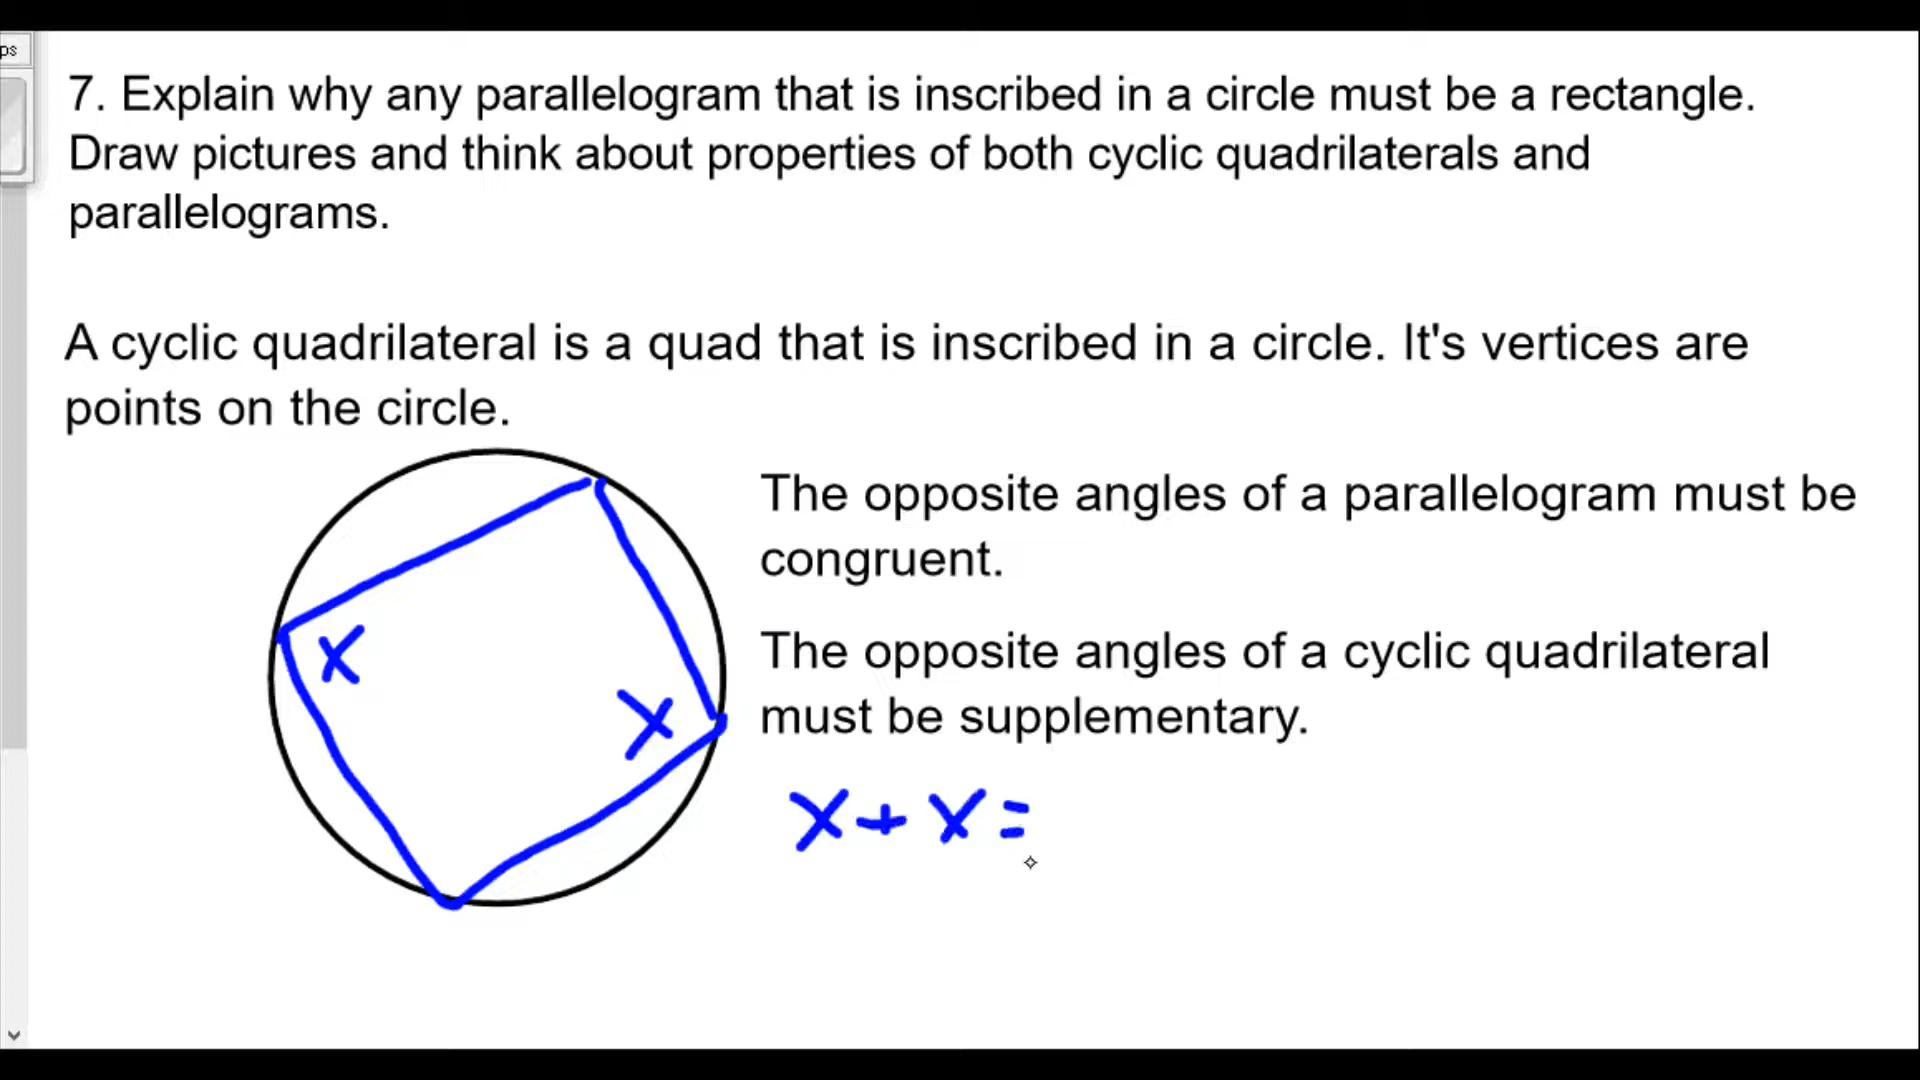 ps
7. Explain why any parallelogram that is inscribed in a circle must be a rectangle.
Draw pictures and think about properties of both cyclic quadrilaterals and
parallelograms.
A cyclic quadrilateral is a quad that is inscribed in a circle. It's vertices are
points on the circle.
The opposite angles of a parallelogram must be
congruent.
x
The opposite angles of a cyclic quadrilateral
x
must be supplementary.
x + x =